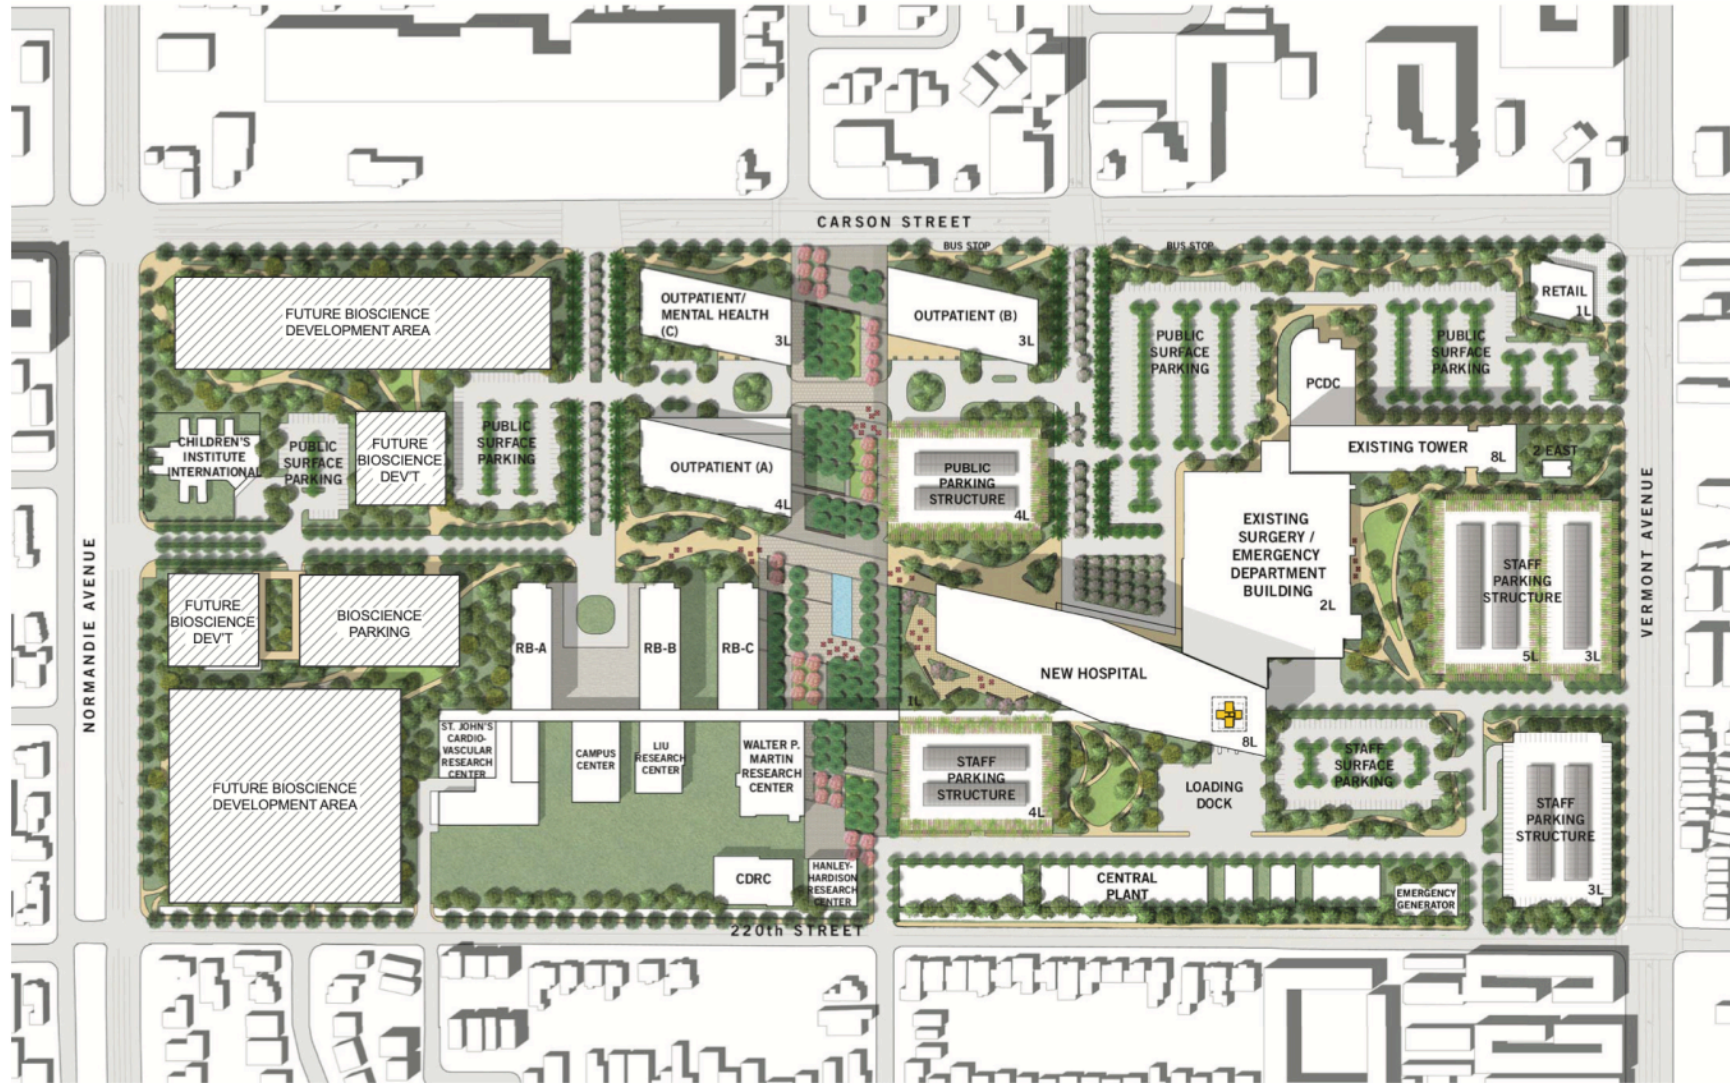 CARSON STREET
BUS STOP
BUS STOP
FUTURE BIOSCIENCE
DEVELOPMENT AREA
OUTPATIENT/
MENTAL HEALTH
(C)
3L
OUTPATIENT (B)
3L
PUBLIC
SURFACE
PARKING
PCDC
PUBLIC
SURFACE
PARKING
RETAIL
1L
CHILDREN'S
INSTITUTE
INTERNATIONAL
PUBLIC
SURFACE
PARKING
FUTURE
BIOSCIENCE
DEV'T
PUBLIC
SURFACE
PARKING
OUTPATIENT (A)
4L
PUBLIC
PARKING
STRUCTURE
4L
EXISTING TOWER
8L
2 EAST
EXISTING
SURGERY /
EMERGENCY
DEPARTMENT
BUILDING
2L
STAFF
PARKING
STRUCTURE
5L
3L
NORMANDIE AVENUE
VERMONT AVENUE
FUTURE
BIOSCIENCE
DEV'T
BIOSCIENCE
PARKING
RB-A
RB-B
RB-C
NEW HOSPITAL
8L
1L
FUTURE BIOSCIENCE
DEVELOPMENT AREA
ST. JOHN'S
CARDIO-
VASCULAR
RESEARCH
CENTER
CAMPUS
CENTER
LIU
RESEARCH
CENTER
WALTER P.
MARTIN
RESEARCH
CENTER
STAFF
PARKING
STRUCTURE
4L
LOADING
DOCK
STAFF
SURFACE
PARKING
STAFF
PARKING
STRUCTURE
3L
CDRC
HANLEY-
HARDISON
RESEARCH
CENTER
CENTRAL
PLANT
EMERGENCY
GENERATOR
220th STREET